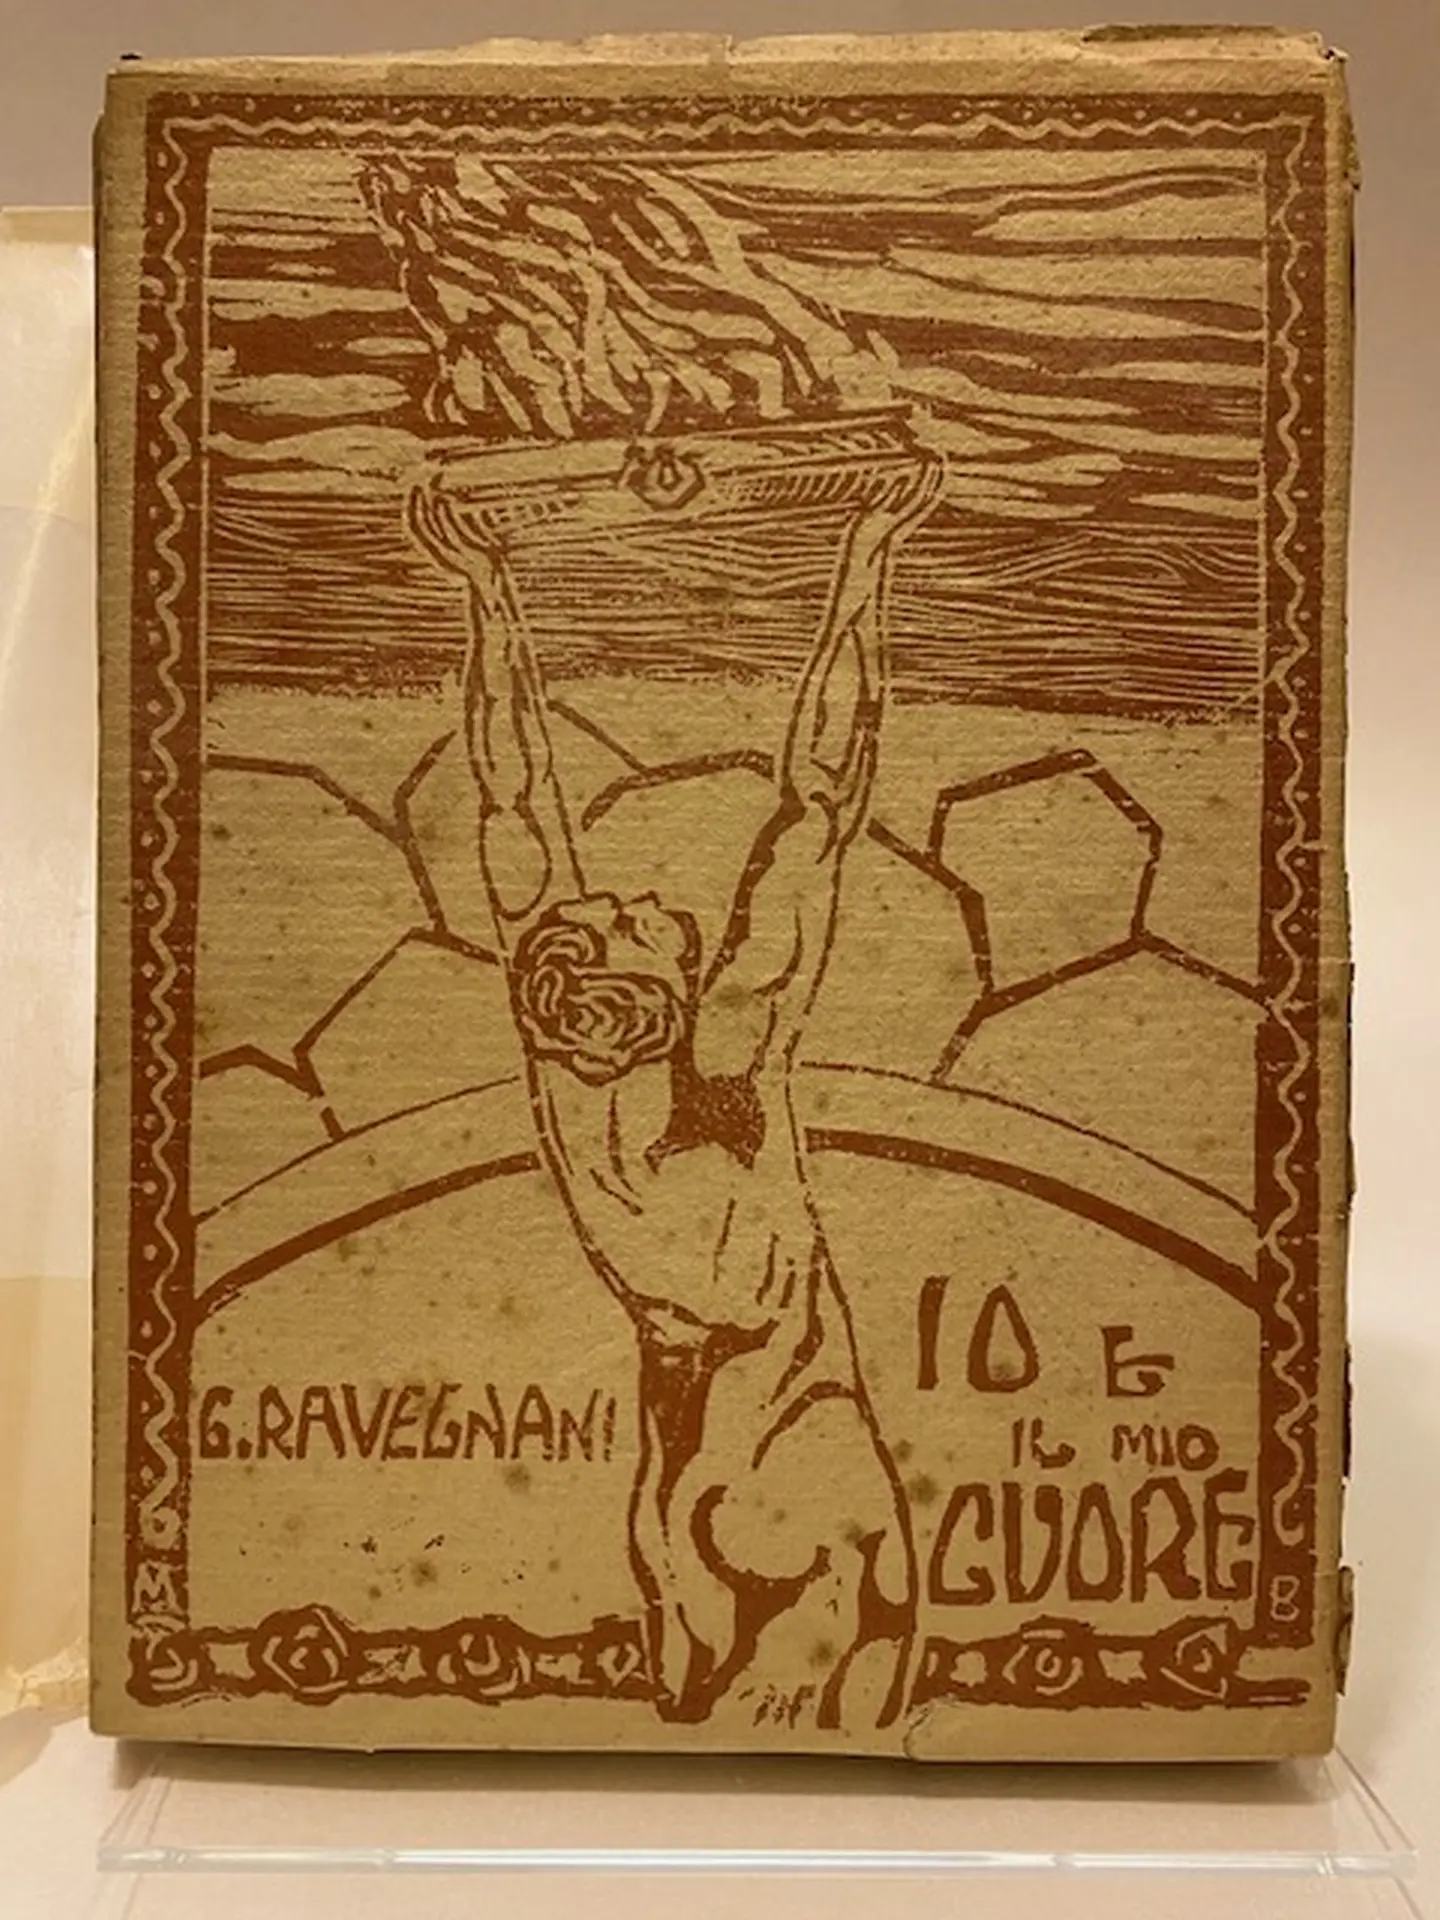 G. RAVEGNANI
IO E
IL MIO
CUORE